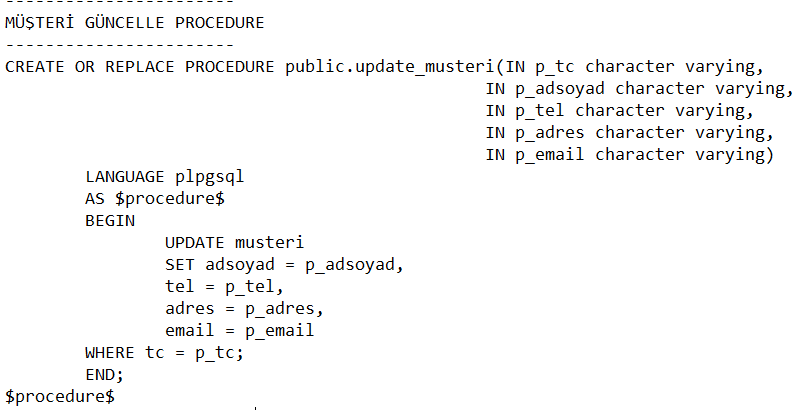 -----------------------
MÜŞTERİ GÜNCELLE PROCEDURE
-----------------------
CREATE OR REPLACE PROCEDURE public.update_musteri(IN p_tc character varying,
IN p_adsoyad character varying,
IN p_tel character varying,
IN p_adres character varying,
IN p_email character varying)
LANGUAGE plpgsql
AS $procedure$
BEGIN
UPDATE musteri
SET adsoyad = p_adsoyad,
tel = p_tel,
adres = p_adres,
email = p_email
WHERE tc = p_tc;
END;
$procedure$